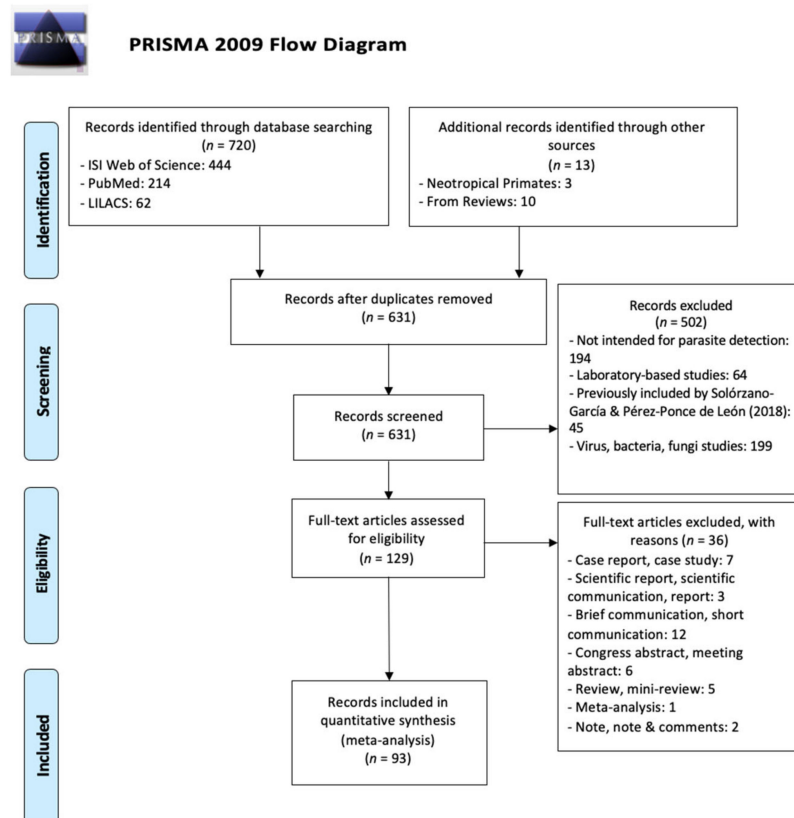 PRISMA
PRISMA 2009 Flow Diagram
Identification
Records identified through database searching
(n = 720)
- ISI Web of Science: 444
- PubMed: 214
- LILACS: 62
Additional records identified through other
sources
(n = 13)
- Neotropical Primates: 3
- From Reviews: 10
Records after duplicates removed
(n = 631)
Screening
Records screened
(n = 631)
Records excluded
(n = 502)
- Not intended for parasite detection:
194
- Laboratory-based studies: 64
- Previously included by Solórzano-
García & Pérez-Ponce de León (2018):
45
- Virus, bacteria, fungi studies: 199
Eligibility
Full-text articles assessed
for eligibility
(n = 129)
Full-text articles excluded, with
reasons (n = 36)
- Case report, case study: 7
- Scientific report, scientific
communication, report: 3
- Brief communication, short
communication: 12
- Congress abstract, meeting
abstract: 6
- Review, mini-review: 5
- Meta-analysis: 1
- Note, note & comments: 2
Included
Records included in
quantitative synthesis
(meta-analysis)
(n = 93)